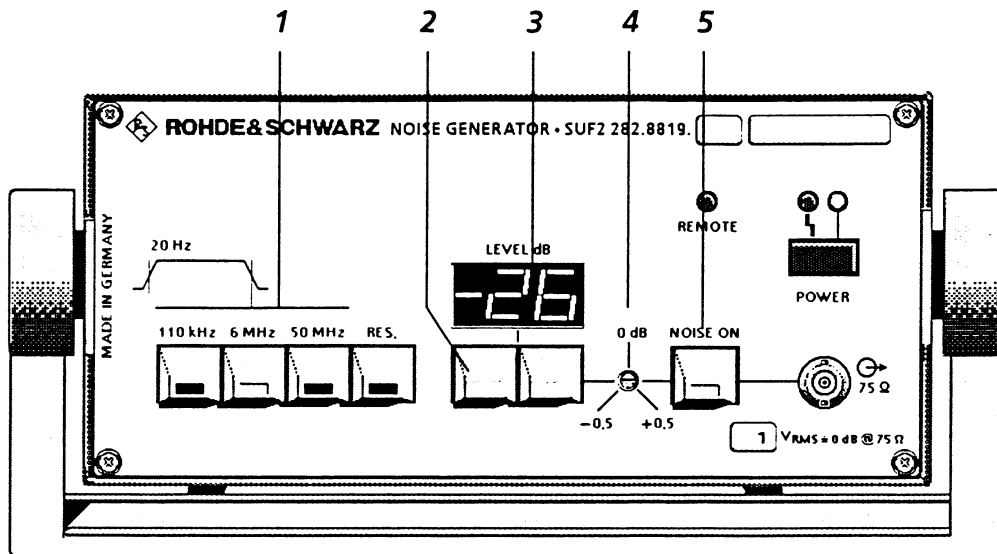 1 2 3 4 5
ROHDE&SCHWARZ NOISE GENERATOR • SUF2 282.8819.
MADE IN GERMANY
REMOTE
20 Hz
LEVEL dB
-26
POWER
110 kHz 6 MHz 50 MHz RES.
0 dB
NOISE ON
75 Ω
-0,5 +0,5
1 VRMS ≙ 0 dB @ 75 Ω